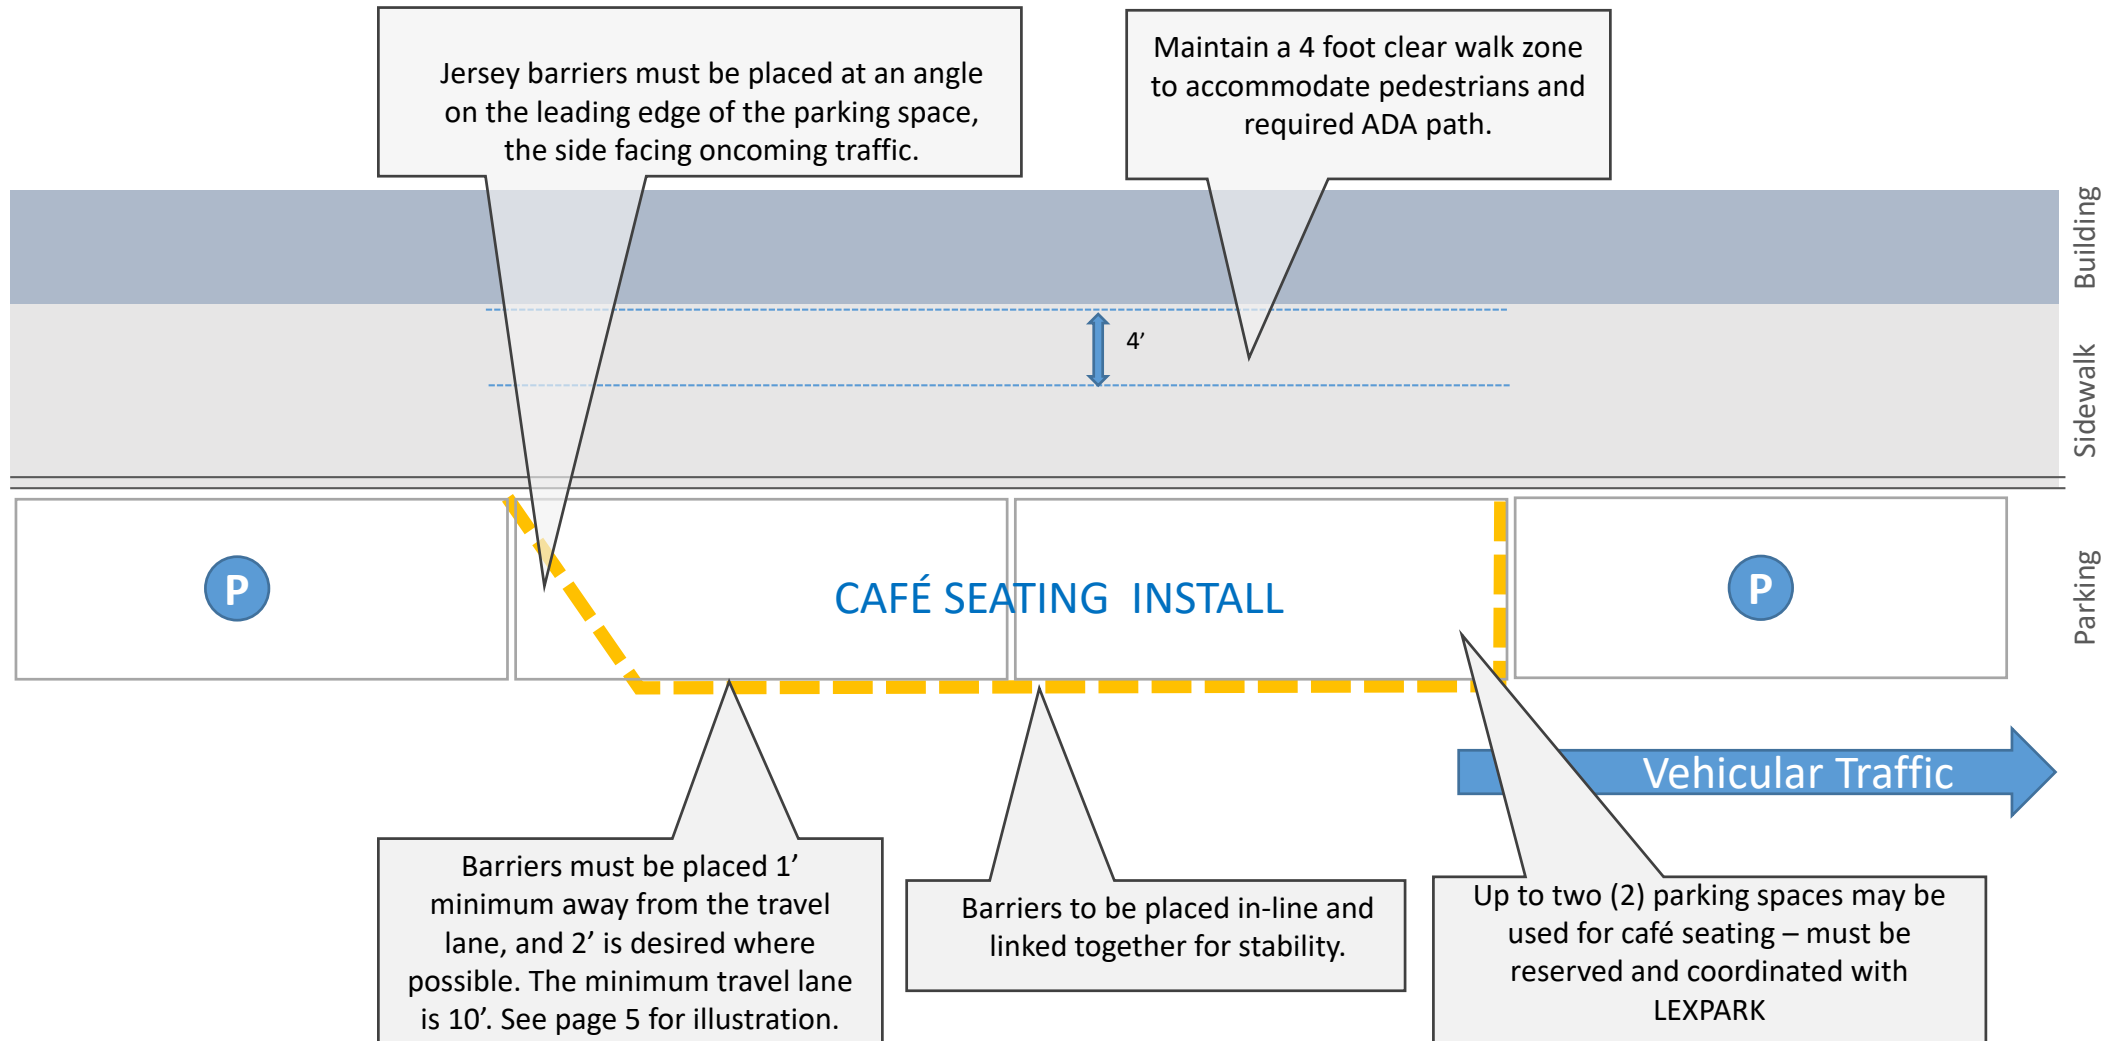 Jersey barriers must be placed at an angle
on the leading edge of the parking space,
the side facing oncoming traffic.
Maintain a 4 foot clear walk zone
to accommodate pedestrians and
required ADA path.
Building
4’
Sidewalk
P
CAFÉ SEATING INSTALL
P
Parking
Vehicular Traffic
Barriers must be placed 1’
minimum away from the travel
lane, and 2’ is desired where
possible. The minimum travel lane
is 10’. See page 5 for illustration.
Barriers to be placed in-line and
linked together for stability.
Up to two (2) parking spaces may be
used for café seating – must be
reserved and coordinated with
LEXPARK